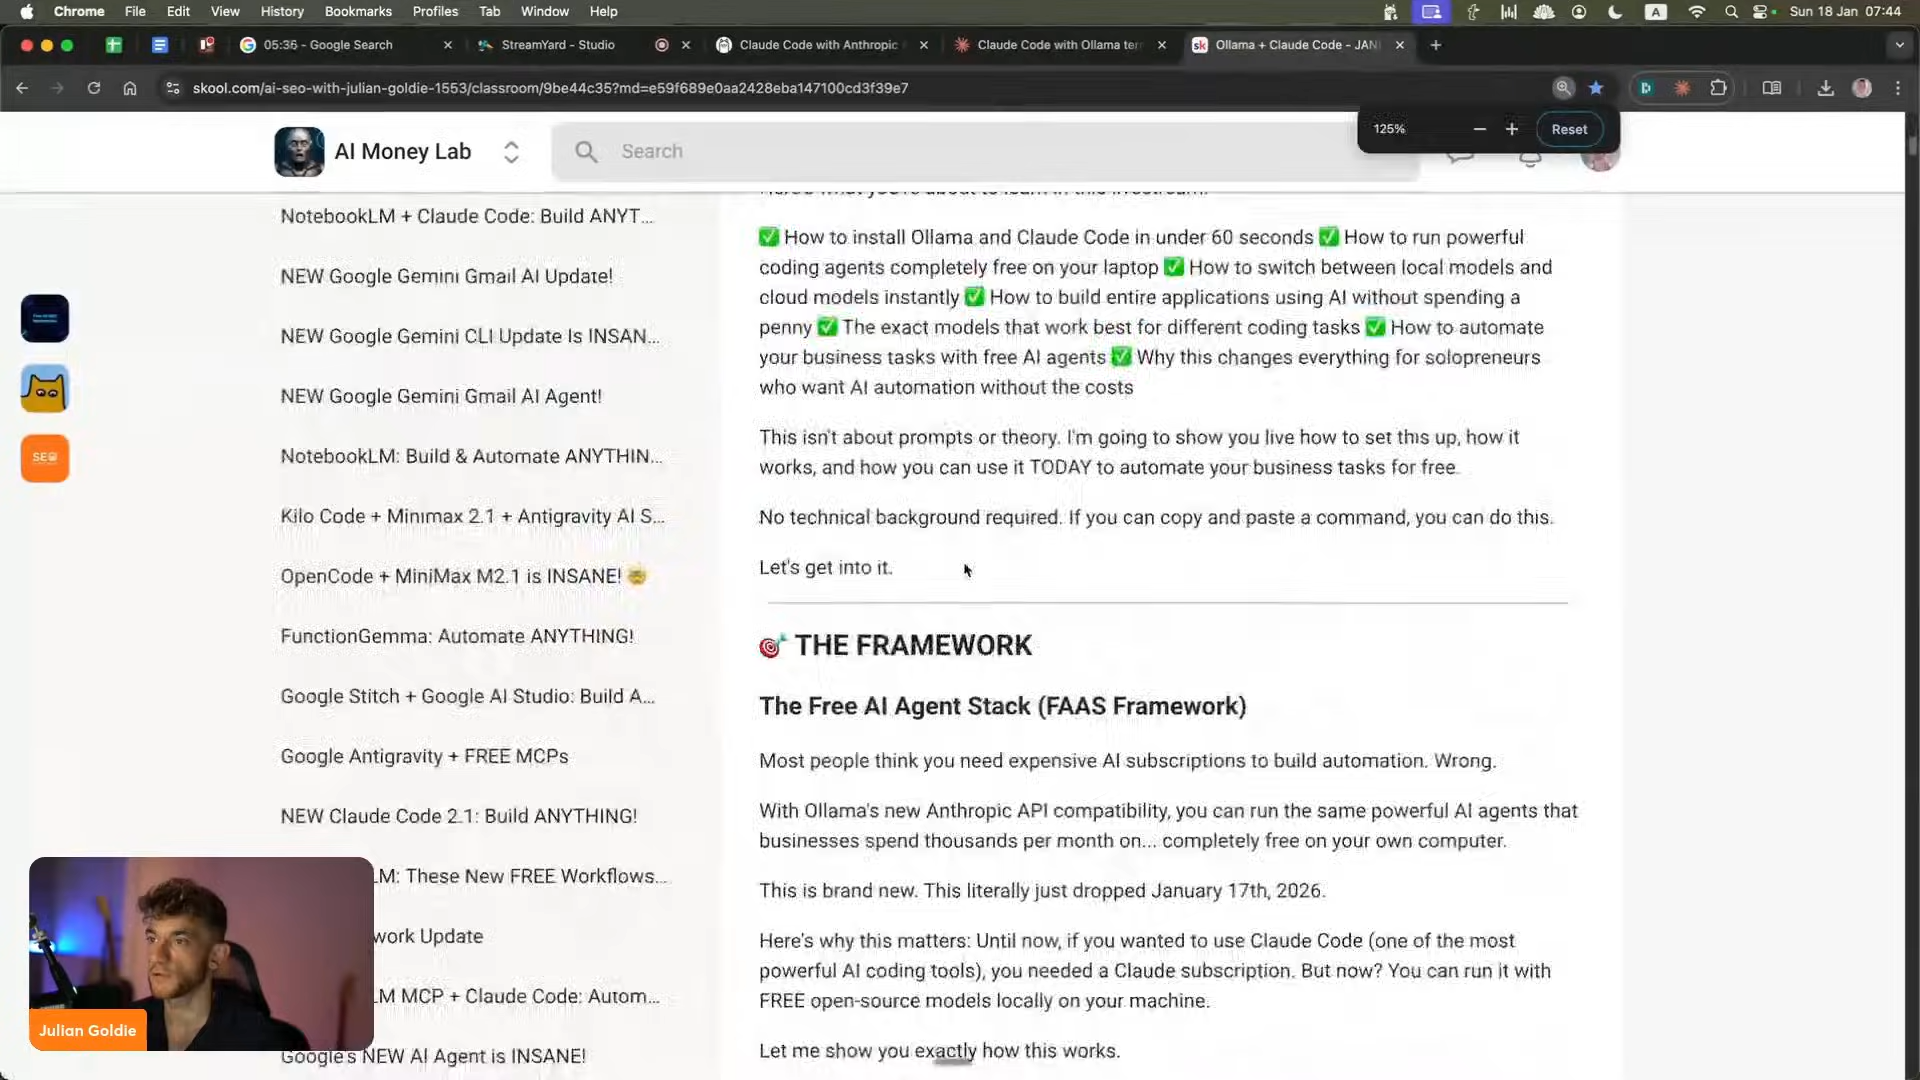 Chrome File Edit View History Bookmarks Profiles Tab Window Help
A Sun 18 Jan 07:44
05:36 - Google Search
StreamYard - Studio
Claude Code with Anthropic
Claude Code with Ollama ter
Ollama + Claude Code - JAN
skool.com/ai-seo-with-julian-goldie-1553/classroom/9be44c35?md=e59f689e0aa2428eba147100cd3f39e7
125% Reset
AI Money Lab
Search
NotebookLM + Claude Code: Build ANYT...
NEW Google Gemini Gmail AI Update!
NEW Google Gemini CLI Update Is INSAN...
NEW Google Gemini Gmail AI Agent!
NotebookLM: Build & Automate ANYTHIN...
Kilo Code + Minimax 2.1 + Antigravity AI S...
OpenCode + MiniMax M2.1 is INSANE! 🤯
FunctionGemma: Automate ANYTHING!
Google Stitch + Google AI Studio: Build A...
Google Antigravity + FREE MCPs
NEW Claude Code 2.1: Build ANYTHING!
LM: These New FREE Workflows...
work Update
LM MCP + Claude Code: Autom...
Google's NEW AI Agent is INSANE!
SEO
Julian Goldie
Here's what you're about to learn in this livestream:
✅ How to install Ollama and Claude Code in under 60 seconds ✅ How to run powerful
coding agents completely free on your laptop ✅ How to switch between local models and
cloud models instantly ✅ How to build entire applications using AI without spending a
penny ✅ The exact models that work best for different coding tasks ✅ How to automate
your business tasks with free AI agents ✅ Why this changes everything for solopreneurs
who want AI automation without the costs
This isn't about prompts or theory. I'm going to show you live how to set this up, how it
works, and how you can use it TODAY to automate your business tasks for free.
No technical background required. If you can copy and paste a command, you can do this.
Let's get into it.
🎯 THE FRAMEWORK
The Free AI Agent Stack (FAAS Framework)
Most people think you need expensive AI subscriptions to build automation. Wrong.
With Ollama's new Anthropic API compatibility, you can run the same powerful AI agents that
businesses spend thousands per month on... completely free on your own computer.
This is brand new. This literally just dropped January 17th, 2026.
Here's why this matters: Until now, if you wanted to use Claude Code (one of the most
powerful AI coding tools), you needed a Claude subscription. But now? You can run it with
FREE open-source models locally on your machine.
Let me show you exactly how this works.